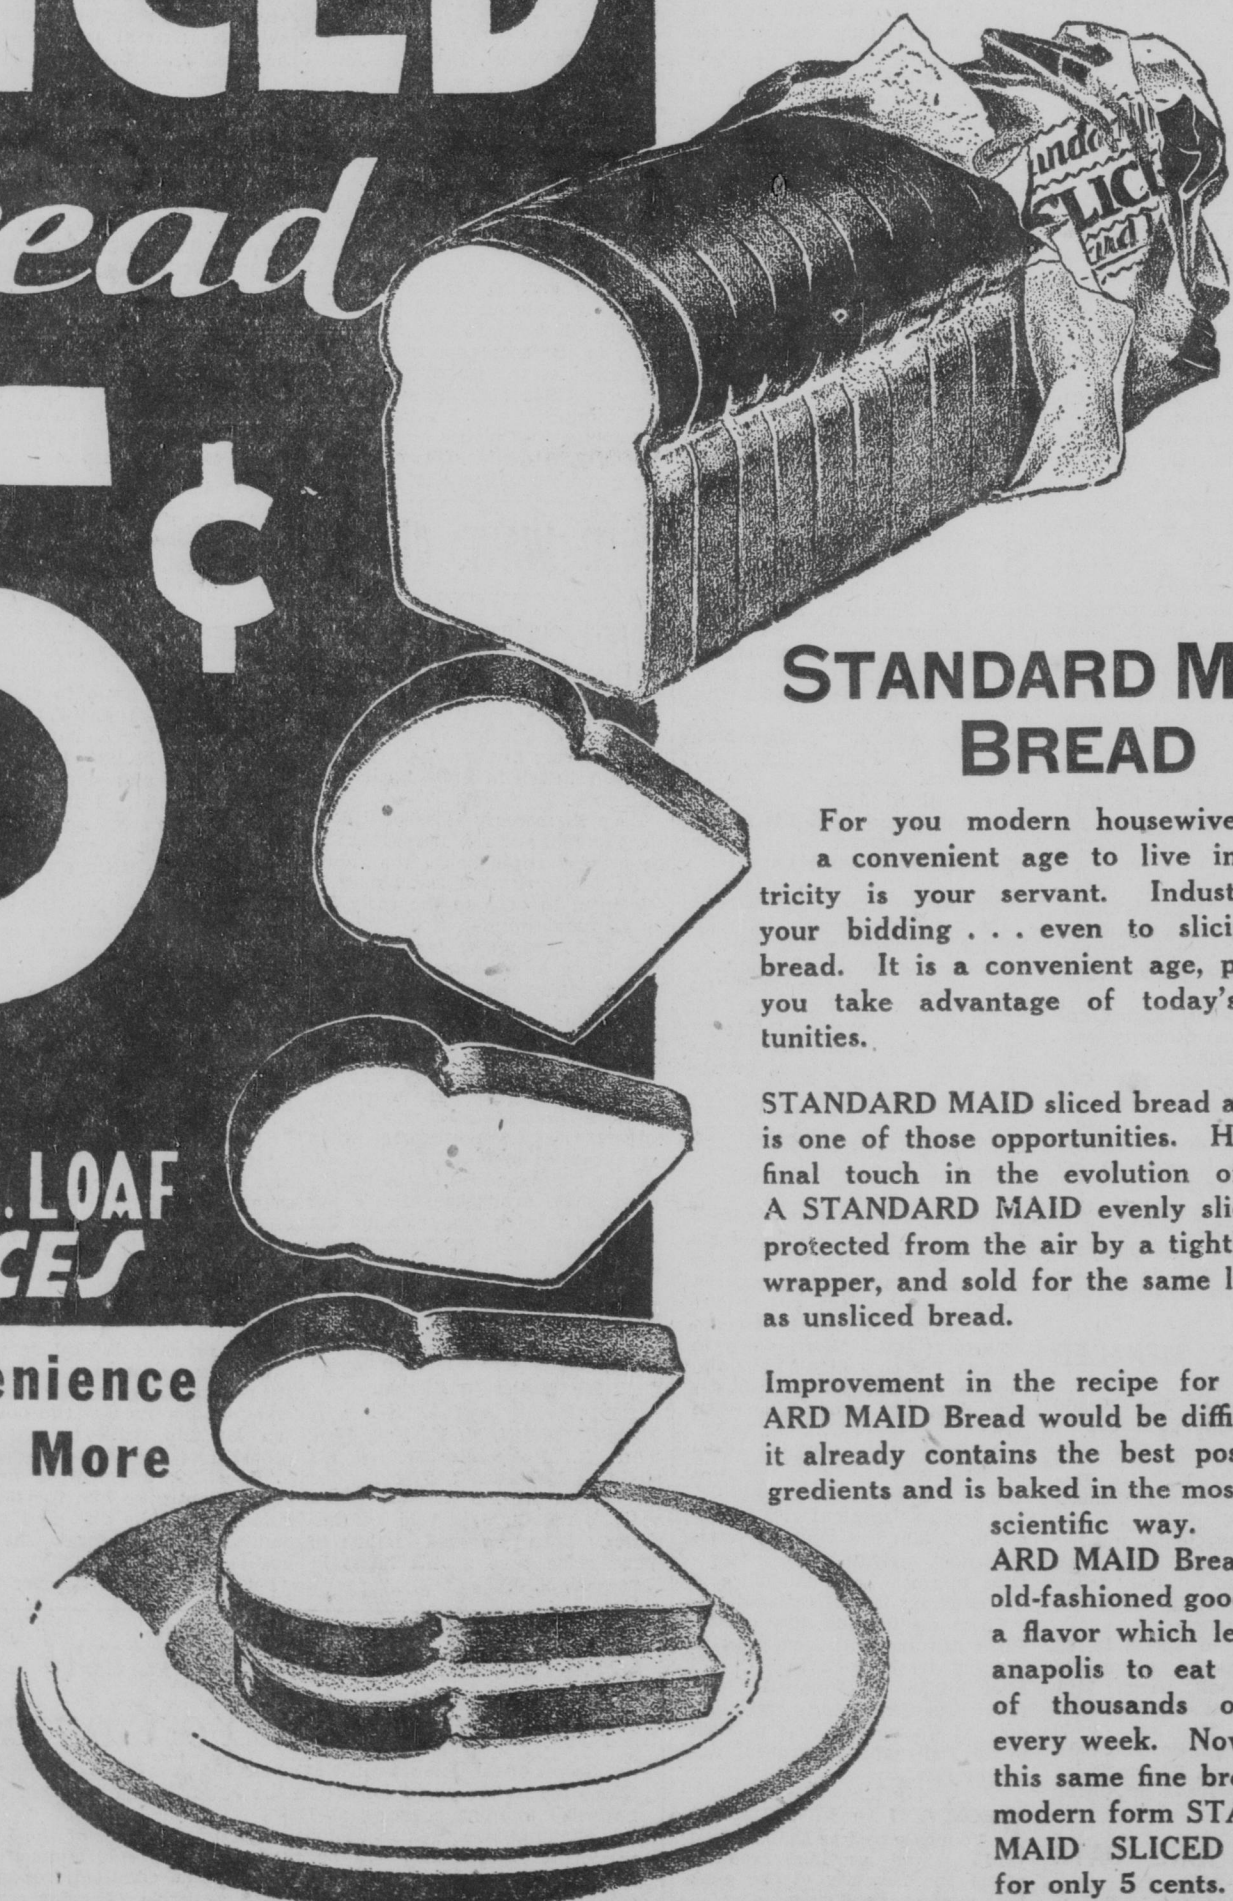 ICED
ead
5¢
. LOAF
CES
enience
More
SLICE
STANDARD M
BREAD
For you modern housewive
a convenient age to live in
tricity is your servant. Indust
your bidding . . . even to slici
bread. It is a convenient age, p
you take advantage of today's
tunities.
STANDARD MAID sliced bread a
is one of those opportunities. H
final touch in the evolution o
A STANDARD MAID evenly slic
protected from the air by a tight
wrapper, and sold for the same l
as unsliced bread.
Improvement in the recipe for
ARD MAID Bread would be diffi
it already contains the best pos
gredients and is baked in the mos
scientific way.
ARD MAID Brea
old-fashioned goo
a flavor which le
anapolis to eat
of thousands o
every week. Nov
this same fine bre
modern form STA
MAID SLICED
for only 5 cents.